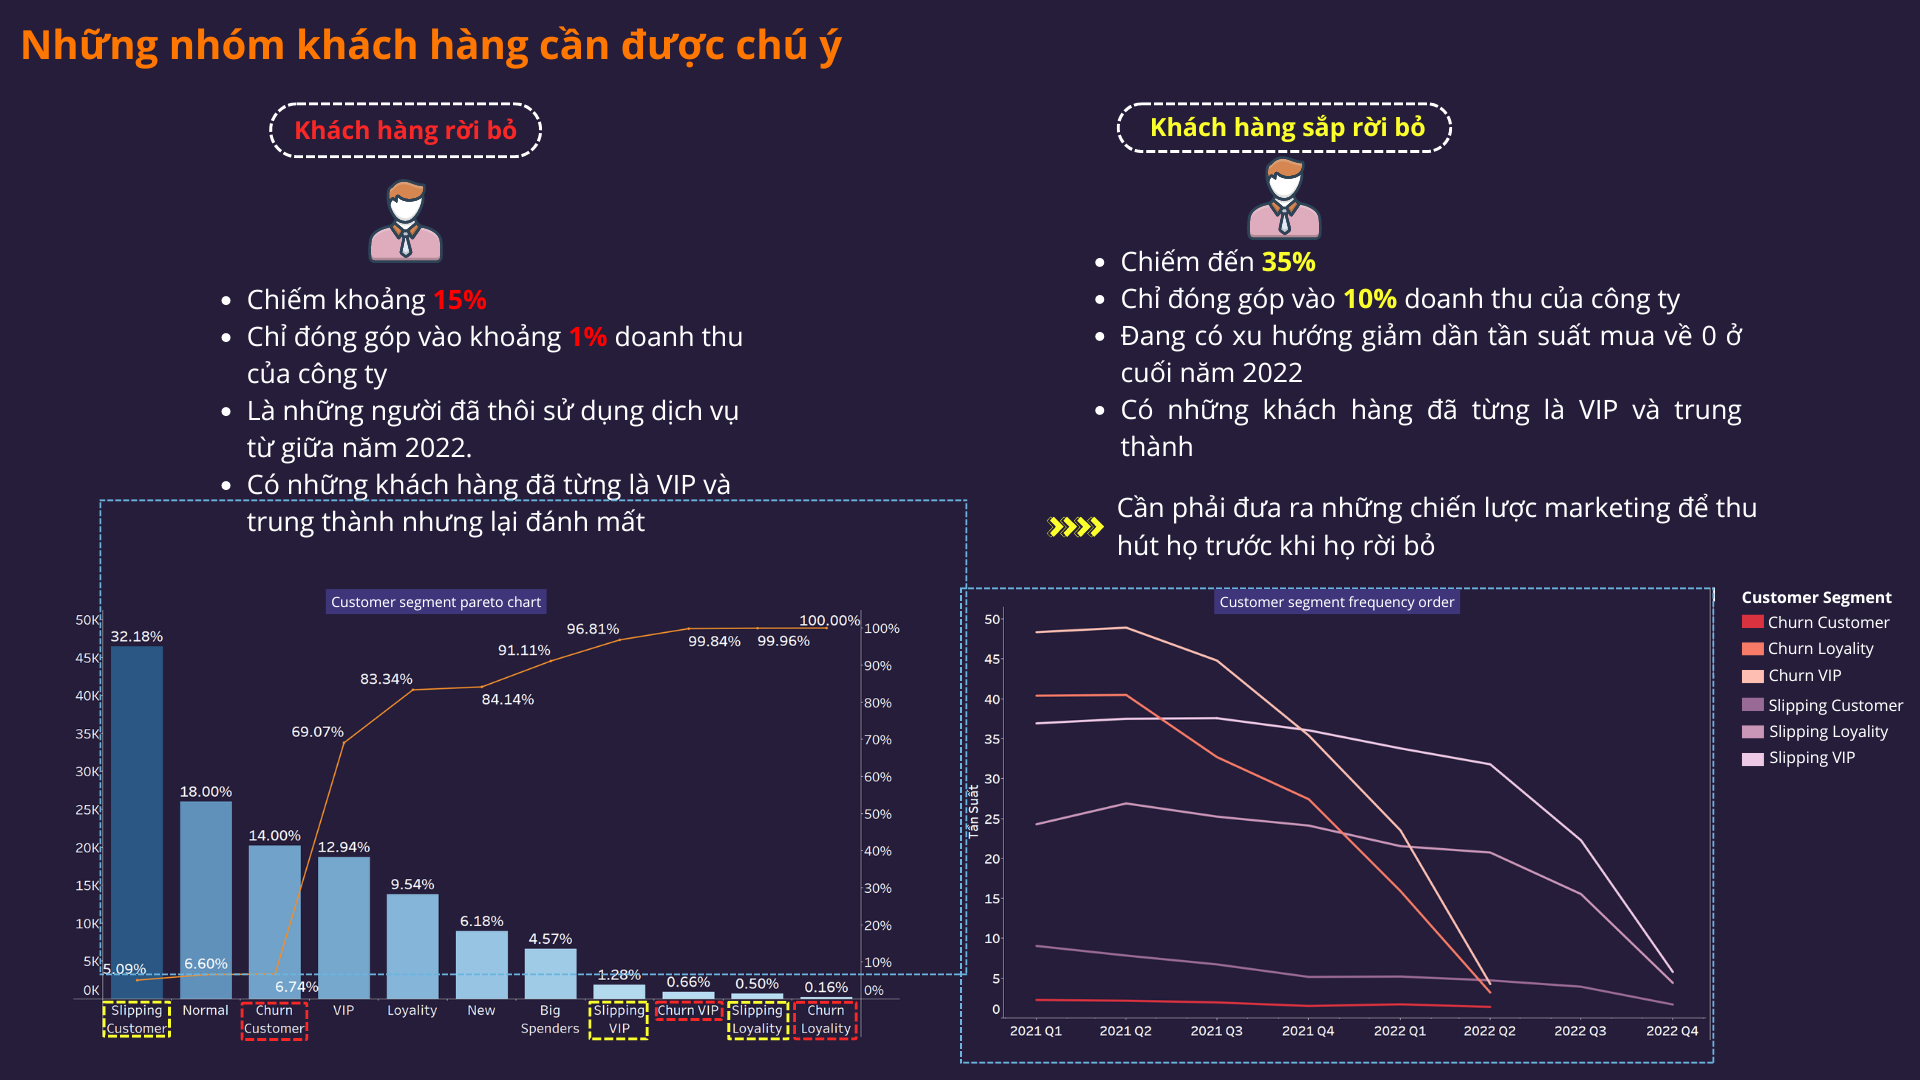 Những nhóm khách hàng cần được chú ý
Khách hàng rời bỏ
Chiếm khoảng 15%
Chỉ đóng góp vào khoảng 1% doanh thu
của công ty
Là những người đã thôi sử dụng dịch vụ
từ giữa năm 2022.
Có những khách hàng đã từng là VIP và
trung thành nhưng lại đánh mất
Khách hàng sắp rời bỏ
Chiếm đến 35%
Chỉ đóng góp vào 10% doanh thu của công ty
Đang có xu hướng giảm dần tần suất mua về 0 ở
cuối năm 2022
Có những khách hàng đã từng là VIP và trung
thành
Cần phải đưa ra những chiến lược marketing để thu
hút họ trước khi họ rời bỏ
Customer segment pareto chart
50K
45K
40K
35K
30K
25K
20K
15K
10K
5K
0K
32.18%
18.00%
14.00%
12.94%
9.54%
6.18%
4.57%
1.28%
0.66%
0.50%
0.16%
5.09%
6.60%
6.74%
69.07%
83.34%
84.14%
91.11%
96.81%
99.84%
99.96%
100.00%
100%
90%
80%
70%
60%
50%
40%
30%
20%
10%
0%
Slipping
Customer
Normal
Churn
Customer
VIP
Loyality
New
Big
Spenders
Slipping
VIP
Churn VIP
Slipping
Loyality
Churn
Loyality
Customer segment frequency order
Tần Suất
50
45
40
35
30
25
20
15
10
5
0
2021 Q1
2021 Q2
2021 Q3
2021 Q4
2022 Q1
2022 Q2
2022 Q3
2022 Q4
Customer Segment
Churn Customer
Churn Loyality
Churn VIP
Slipping Customer
Slipping Loyality
Slipping VIP